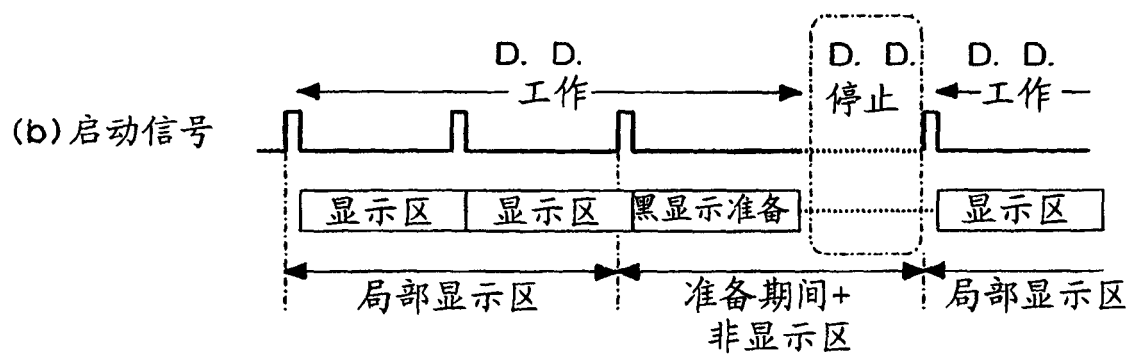 D. D. D. D. D. D.
工作 停止 工作
(b) 启动信号
显示区 显示区 黑显示准备 显示区
局部显示区 准备期间+ 局部显示区
非显示区